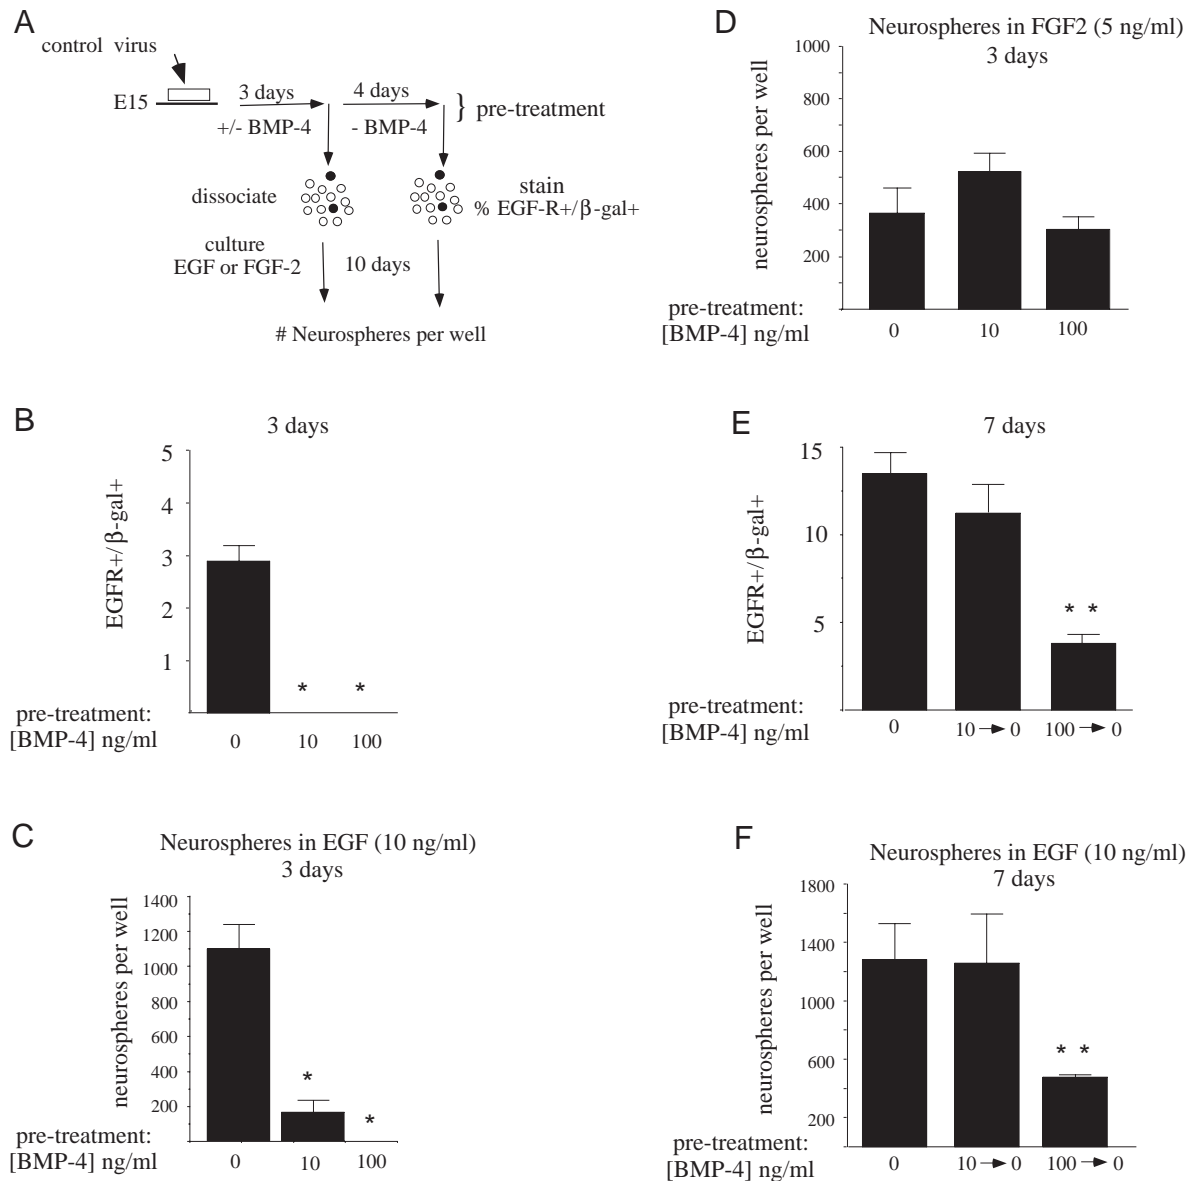 A
control virus
E15
3 days
4 days
} pre-treatment
+/- BMP-4
- BMP-4
dissociate
stain
% EGF-R+/β-gal+
culture
EGF or FGF-2
10 days
# Neurospheres per well
B
3 days
EGFR+/β-gal+
5
4
3
2
1
* *
pre-treatment:
[BMP-4] ng/ml
0 10 100
C
Neurospheres in EGF (10 ng/ml)
3 days
neurospheres per well
1400
1200
1000
800
600
400
200
*
*
pre-treatment:
[BMP-4] ng/ml
0 10 100
D
Neurospheres in FGF2 (5 ng/ml)
3 days
neurospheres per well
1000
800
600
400
200
pre-treatment:
[BMP-4] ng/ml
0 10 100
E
7 days
EGFR+/β-gal+
15
10
5
* *
pre-treatment:
[BMP-4] ng/ml
0 10 → 0 100 → 0
F
Neurospheres in EGF (10 ng/ml)
7 days
neurospheres per well
1800
1400
1000
600
200
* *
pre-treatment:
[BMP-4] ng/ml
0 10 → 0 100 → 0